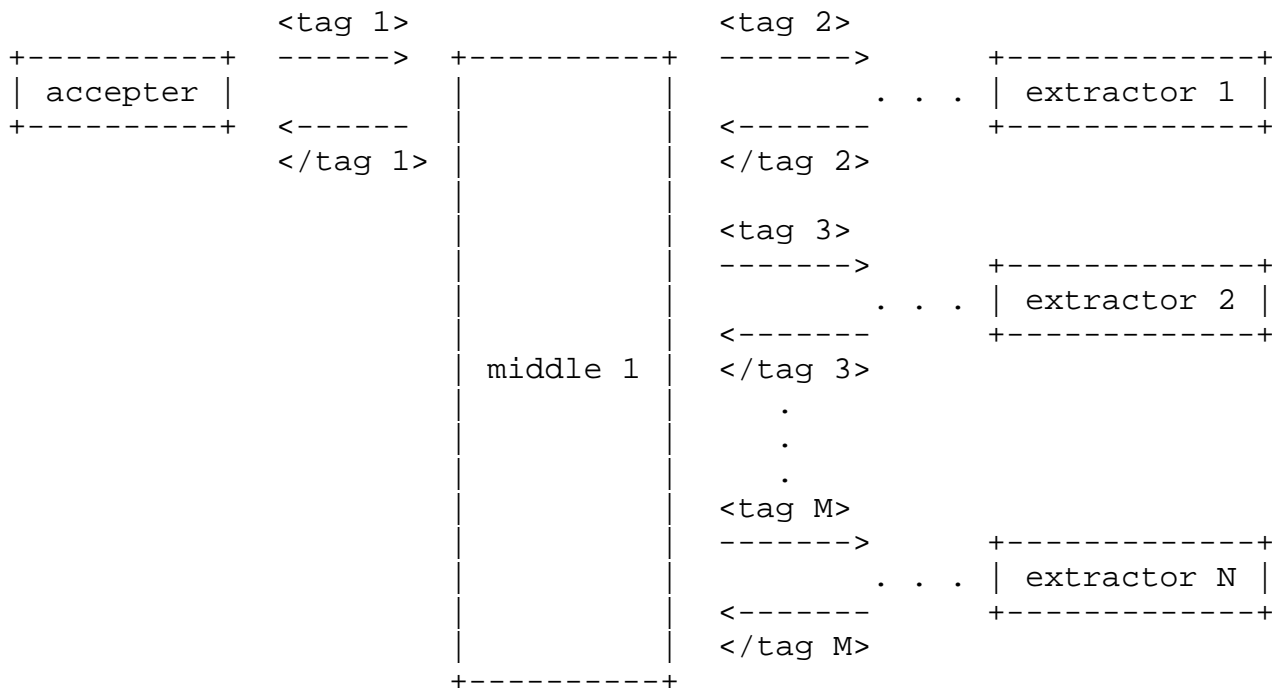 <tag 1>                    <tag 2>
+----------+  ------>  +----------+  ------->       +-------------+
| accepter |           |          |           . . . | extractor 1 |
+----------+  <------  |          |  <-------       +-------------+
             </tag 1>  |          |  </tag 2>
                       |          |
                       |          |  <tag 3>
                       |          |  ------->       +-------------+
                       |          |           . . . | extractor 2 |
                       |          |  <-------       +-------------+
                       | middle 1 |  </tag 3>
                       |          |     .
                       |          |     .
                       |          |     .
                       |          |  <tag M>
                       |          |  ------->       +-------------+
                       |          |           . . . | extractor N |
                       |          |  <-------       +-------------+
                       |          |  </tag M>
                       +----------+